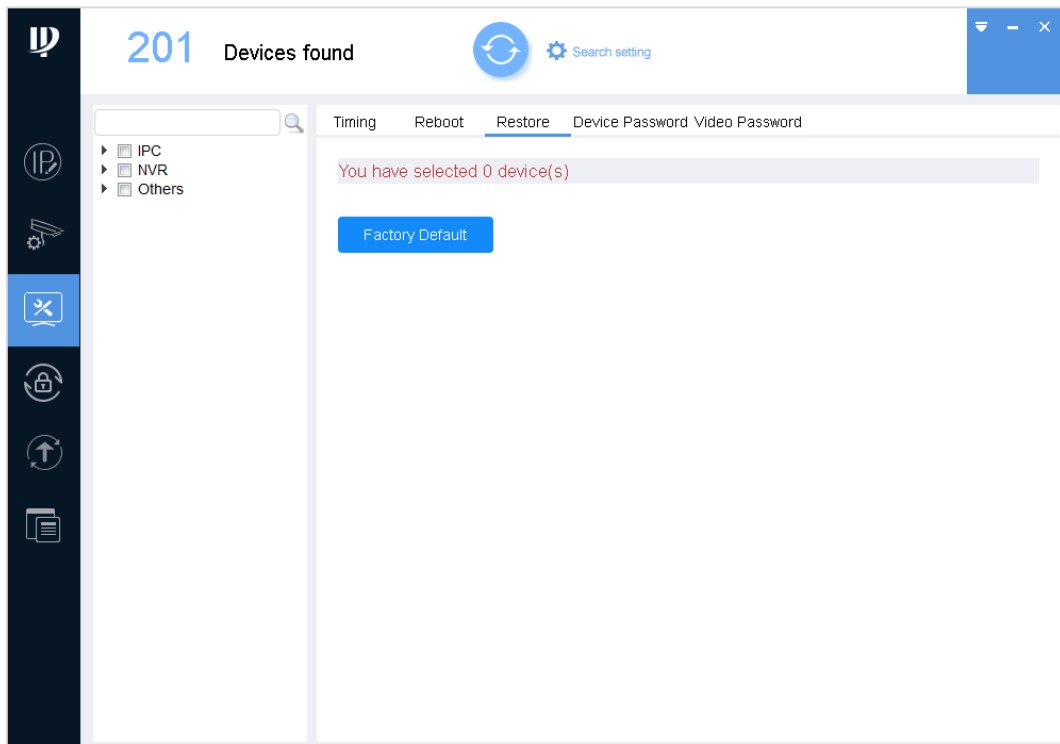 201 Devices found
Search setting
Timing Reboot Restore Device Password Video Password
IPC
NVR
Others
You have selected 0 device(s)
Factory Default
IP